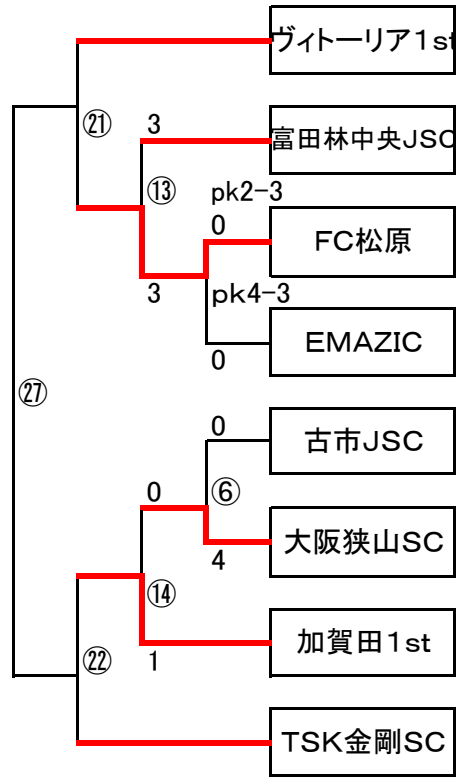 ヴィトーリア1st
㉑
3
富田林中央JSC
⑬
pk2-3
0
FC松原
3
pk4-3
0
EMAZIC
㉗
0
古市JSC
0
⑥
4
大阪狭山SC
⑭
1
加賀田1st
㉒
TSK金剛SC